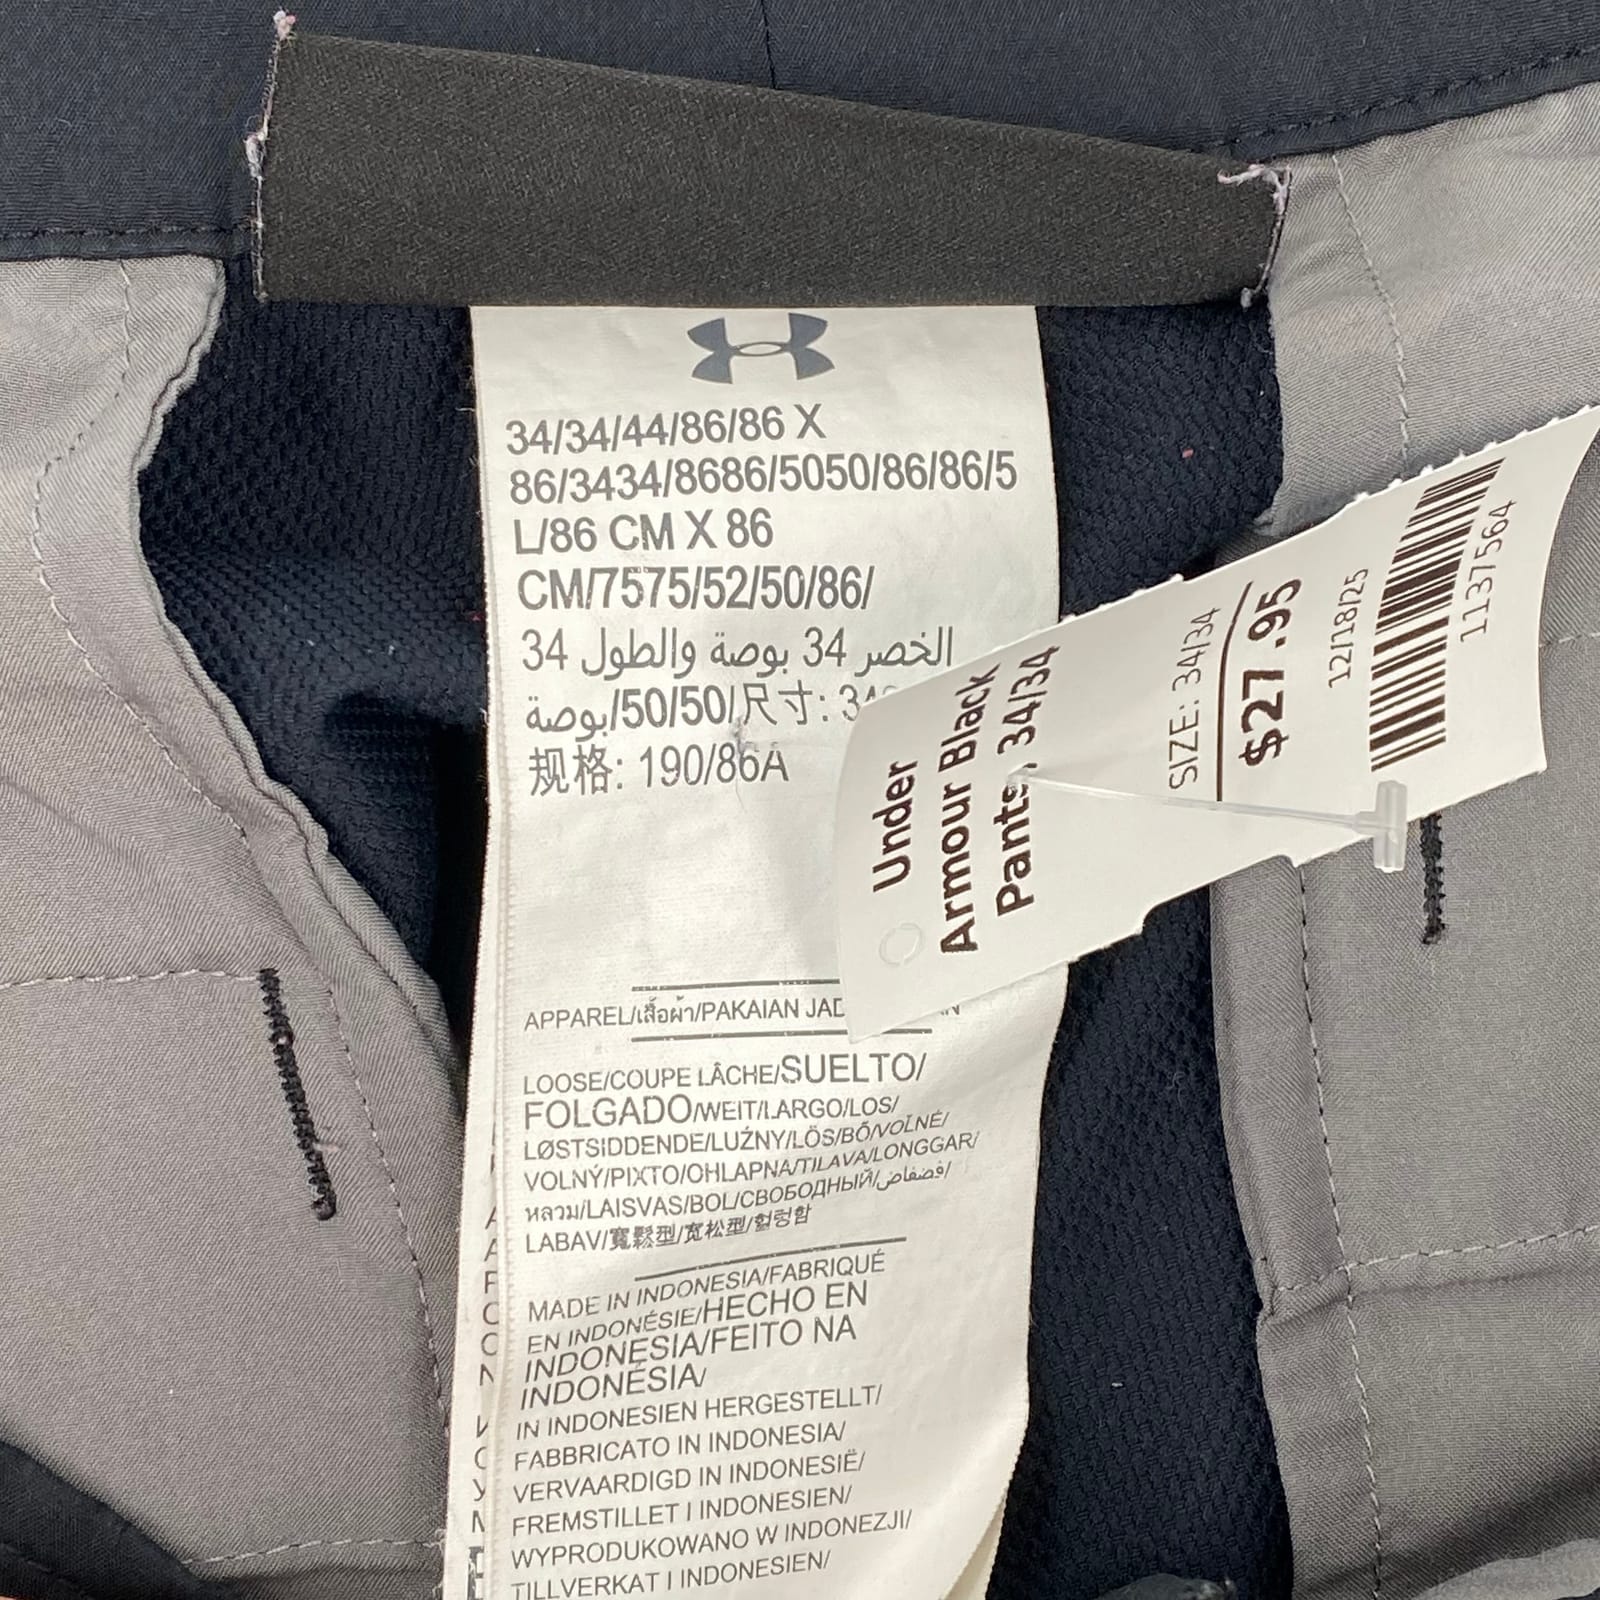 34/34/44/86/86 X
86/3434/8686/5050/86/86/5
L/86 CM X 86
CM/7575/52/50/86/
الخصر 34 بوصة والطول 34
بوصة/50/50/尺寸:
规格: 190/86A
APPAREL/เสื้อผ้า/PAKAIAN
LOOSE/COUPE LÂCHE/SUELTO/
FOLGADO/WEIT/LARGO/LOS/
LØSTSIDDENDE/LUŹNY/LÖS/BŐ/VOĽNÉ/
VOLNÝ/PIXTO/OHLAPNA/TILAVA/LONGGAR/
หลวม/LAISVAS/BOL/СВОБОДНЫЙ/فضفاض/
LABAV/寬鬆型/宽松型/헐렁함
MADE IN INDONESIA/FABRIQUÉ
EN INDONÉSIE/HECHO EN
INDONESIA/FEITO NA
INDONÉSIA/
IN INDONESIEN HERGESTELLT/
FABBRICATO IN INDONESIA/
VERVAARDIGD IN INDONESIË/
FREMSTILLET I INDONESIEN/
WYPRODUKOWANO W INDONEZJI/
TILLVERKAT I INDONESIEN/
Under
Armour Black
Pants, 34/34
SIZE: 34/34
$27.95
12/18/25
1137564